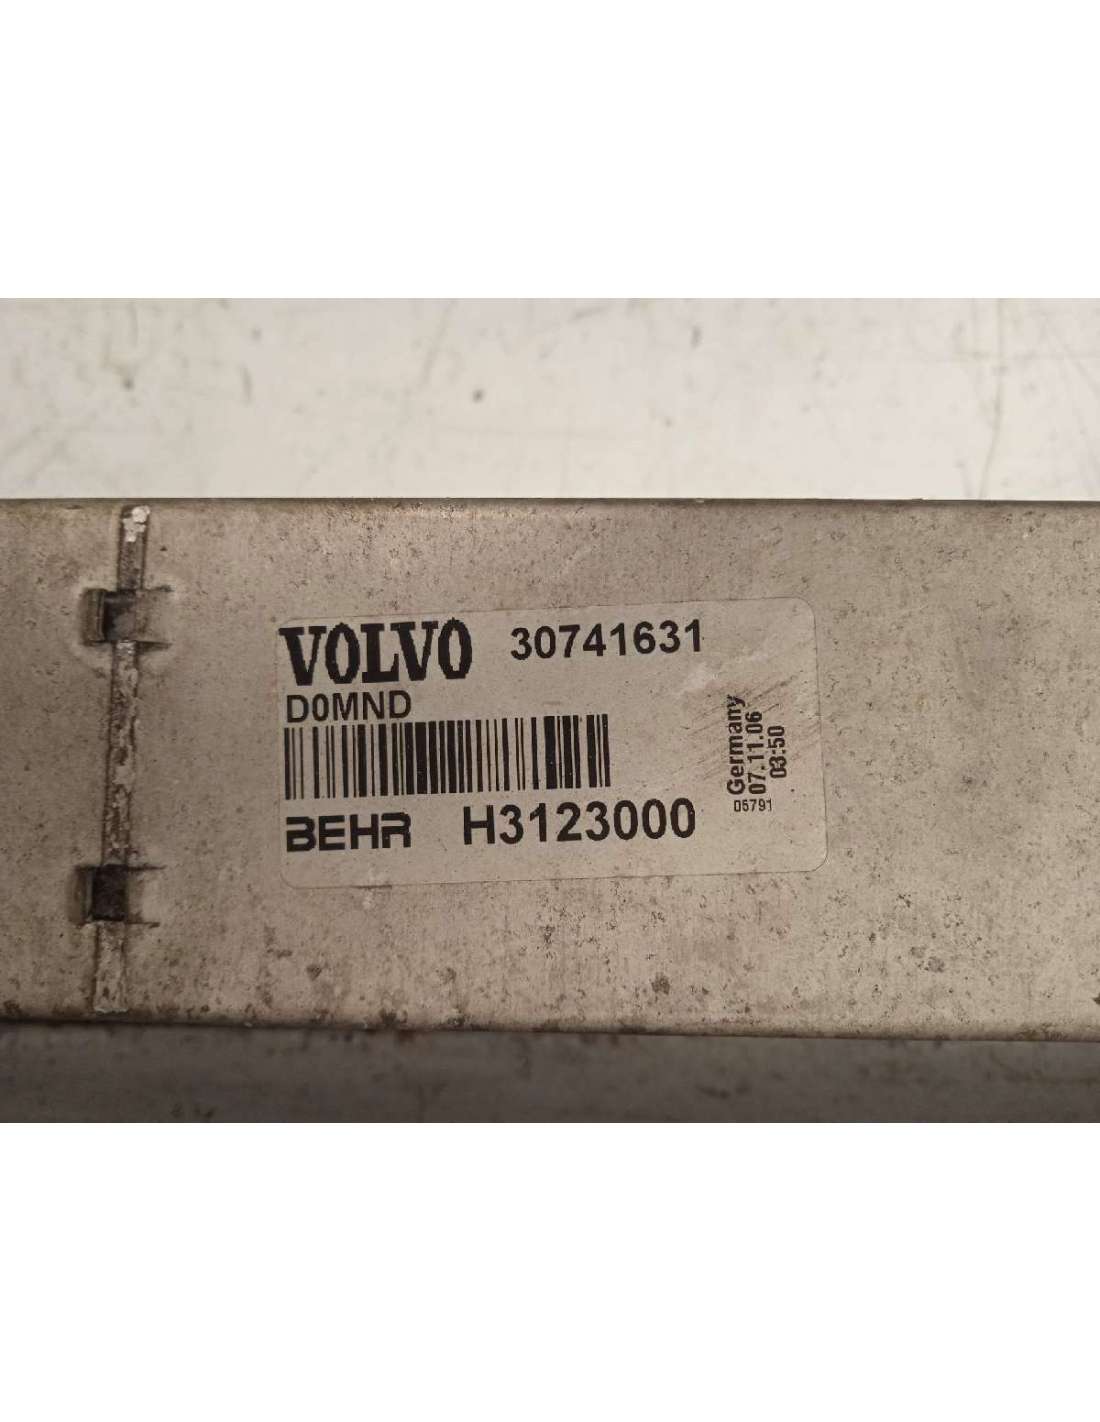 VOLVO 30741631
D0MND
BEHR H3123000
Germany
07.11.06
03:50
05791